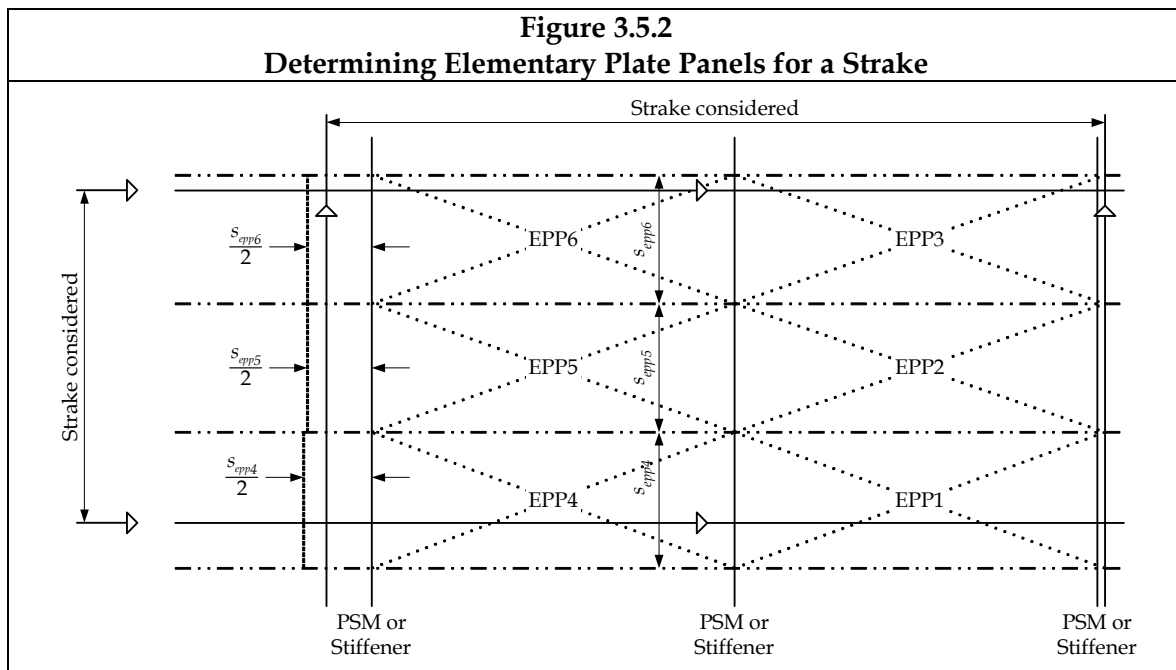 Figure 3.5.2
Determining Elementary Plate Panels for a Strake
Strake considered
Strake considered
s_epp6
2
EPP6
s_epp6
EPP3
s_epp5
2
EPP5
s_epp5
EPP2
s_epp4
2
EPP4
s_epp4
EPP1
PSM or
Stiffener
PSM or
Stiffener
PSM or
Stiffener